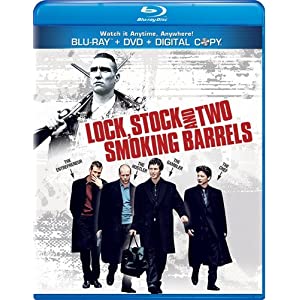 Blu-ray Disc
Watch it Anytime, Anywhere!
BLU-RAY + DVD + DIGITAL COPY
LOCK, STOCK AND TWO
SMOKING BARRELS
THE ENTREPRENEUR
THE HUSTLER
THE GAMBLER
THE CHEF